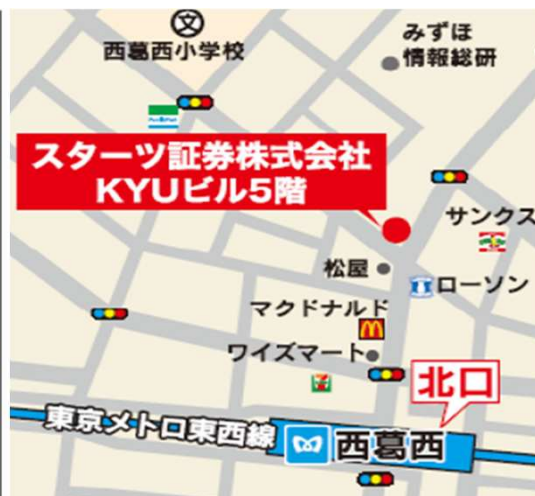 文
西葛西小学校
みずほ
情報総研
FamilyMart
スターツ証券株式会社
KYUビル5階
サンクス
松屋
ローソン
マクドナルド
ワイズマート
北口
東京メトロ東西線
西葛西